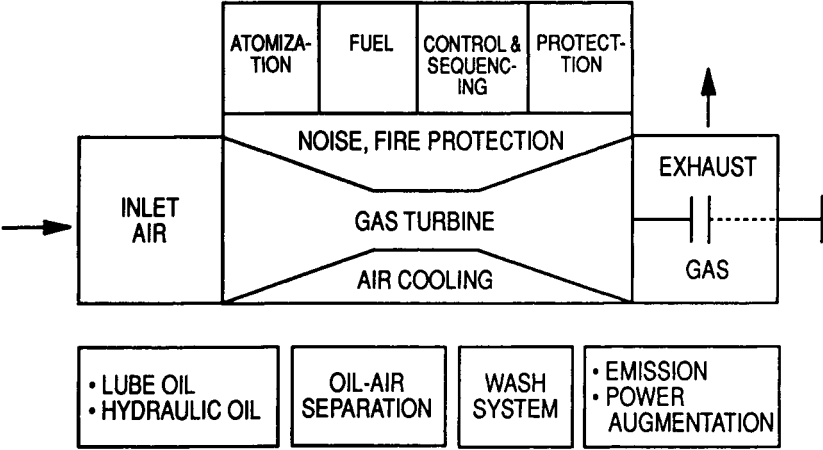 ATOMIZA-
TION
FUEL
CONTROL &
SEQUENC-
ING
PROTECT-
TION
NOISE, FIRE PROTECTION
INLET
AIR
GAS TURBINE
AIR COOLING
EXHAUST
GAS
• LUBE OIL
• HYDRAULIC OIL
OIL-AIR
SEPARATION
WASH
SYSTEM
• EMISSION
• POWER
AUGMENTATION